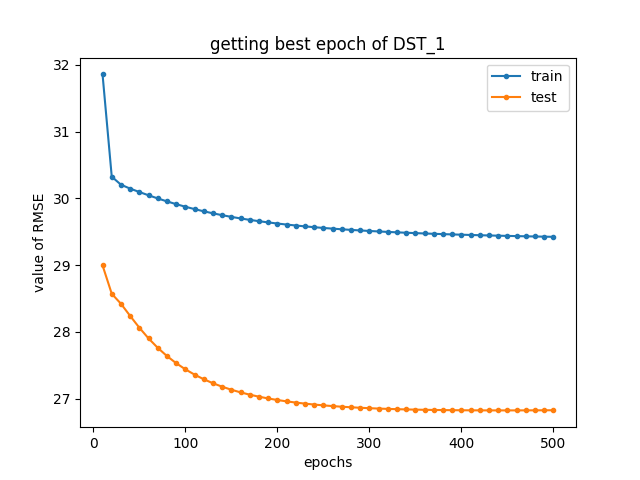 getting best epoch of DST_1
train
test
value of RMSE
32
31
30
29
28
27
0 100 200 300 400 500
epochs